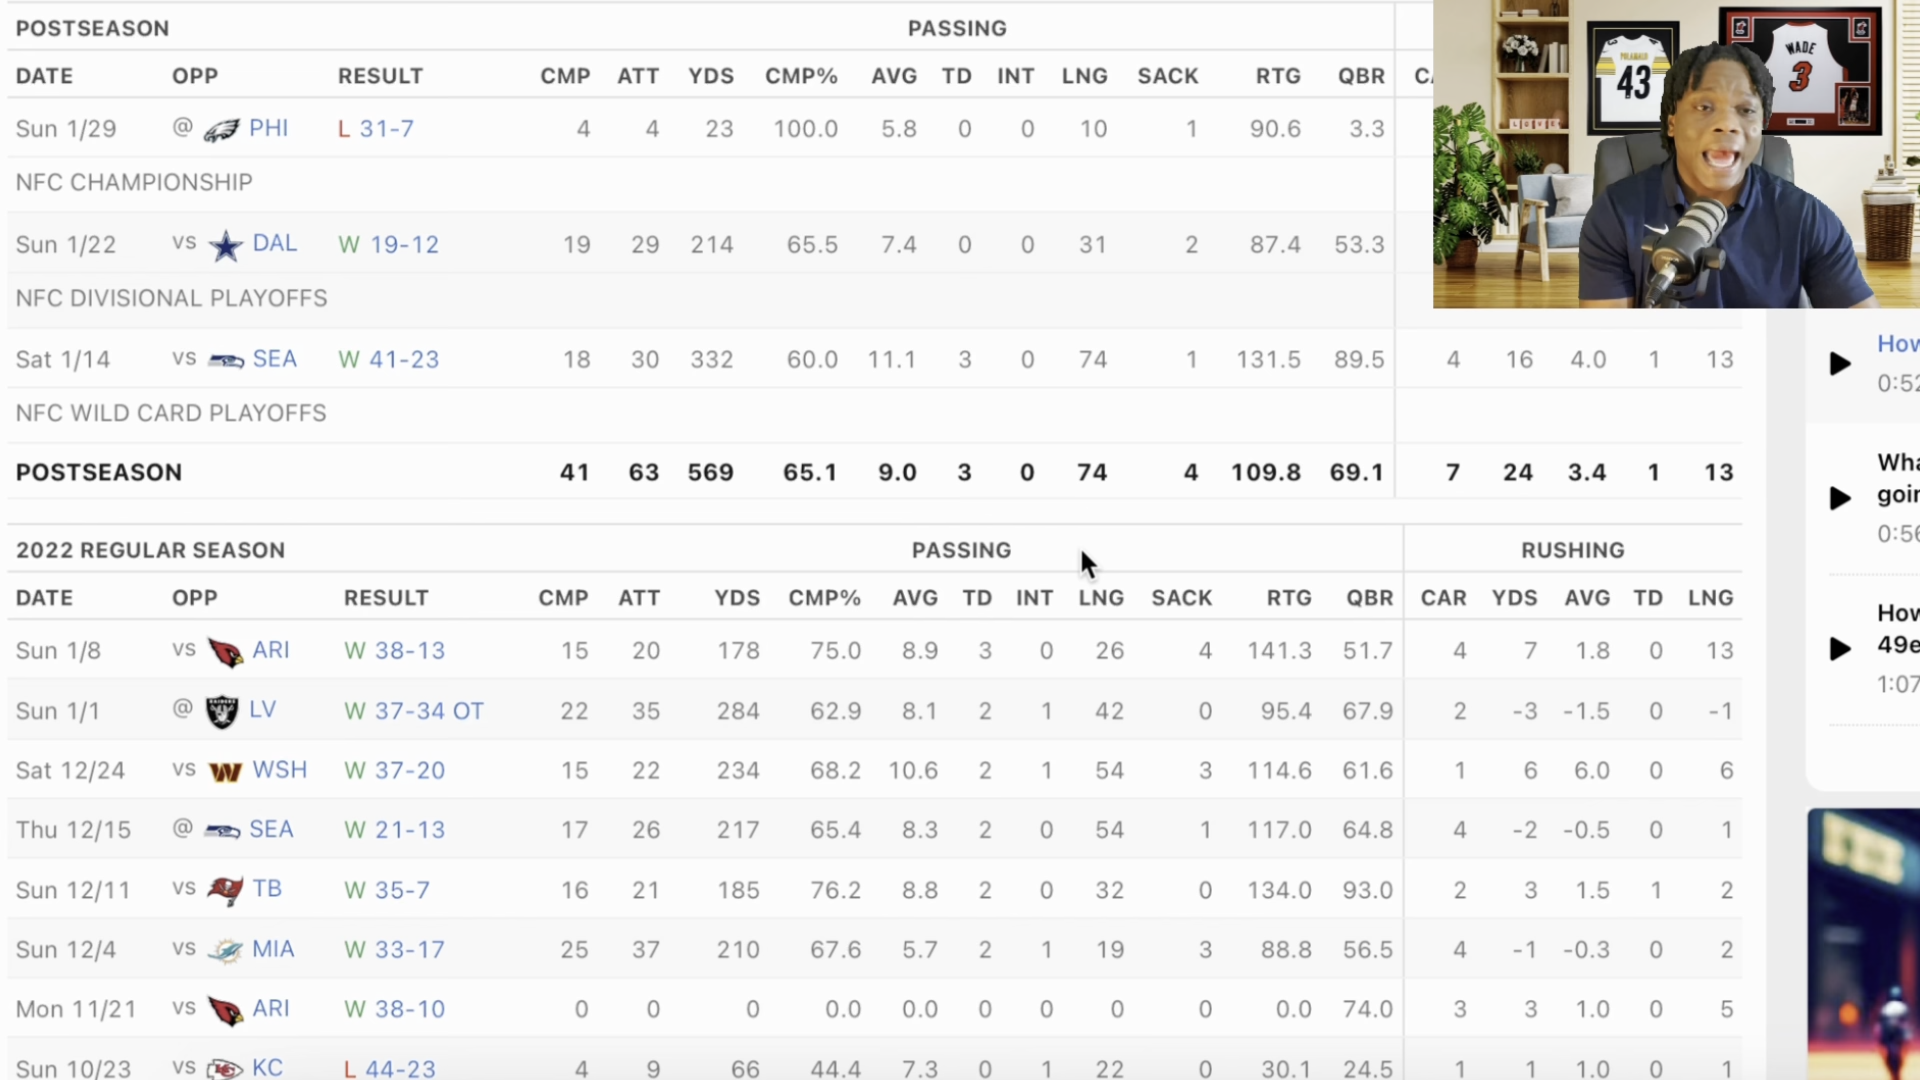 POSTSEASON PASSING
DATE OPP RESULT CMP ATT YDS CMP% AVG TD INT LNG SACK RTG QBR
Sun 1/29 @ PHI L 31-7 4 4 23 100.0 5.8 0 0 10 1 90.6 3.3
NFC CHAMPIONSHIP
Sun 1/22 vs DAL W 19-12 19 29 214 65.5 7.4 0 0 31 2 87.4 53.3
NFC DIVISIONAL PLAYOFFS
Sat 1/14 vs SEA W 41-23 18 30 332 60.0 11.1 3 0 74 1 131.5 89.5 4 16 4.0 1 13
NFC WILD CARD PLAYOFFS
POSTSEASON 41 63 569 65.1 9.0 3 0 74 4 109.8 69.1 7 24 3.4 1 13
2022 REGULAR SEASON PASSING RUSHING
DATE OPP RESULT CMP ATT YDS CMP% AVG TD INT LNG SACK RTG QBR CAR YDS AVG TD LNG
Sun 1/8 vs ARI W 38-13 15 20 178 75.0 8.9 3 0 26 4 141.3 51.7 4 7 1.8 0 13
Sun 1/1 @ LV W 37-34 OT 22 35 284 62.9 8.1 2 1 42 0 95.4 67.9 2 -3 -1.5 0 -1
Sat 12/24 vs WSH W 37-20 15 22 234 68.2 10.6 2 1 54 3 114.6 61.6 1 6 6.0 0 6
Thu 12/15 @ SEA W 21-13 17 26 217 65.4 8.3 2 0 54 1 117.0 64.8 4 -2 -0.5 0 1
Sun 12/11 vs TB W 35-7 16 21 185 76.2 8.8 2 0 32 0 134.0 93.0 2 3 1.5 1 2
Sun 12/4 vs MIA W 33-17 25 37 210 67.6 5.7 2 1 19 3 88.8 56.5 4 -1 -0.3 0 2
Mon 11/21 vs ARI W 38-10 0 0 0 0.0 0.0 0 0 0 0 0.0 74.0 3 3 1.0 0 5
Sun 10/23 vs KC L 44-23 4 9 66 44.4 7.3 0 1 22 0 30.1 24.5 1 1 1.0 0 1
43
WADE
3
LOVE
How
0:52
Wha
goin
0:56
How
49e
1:07